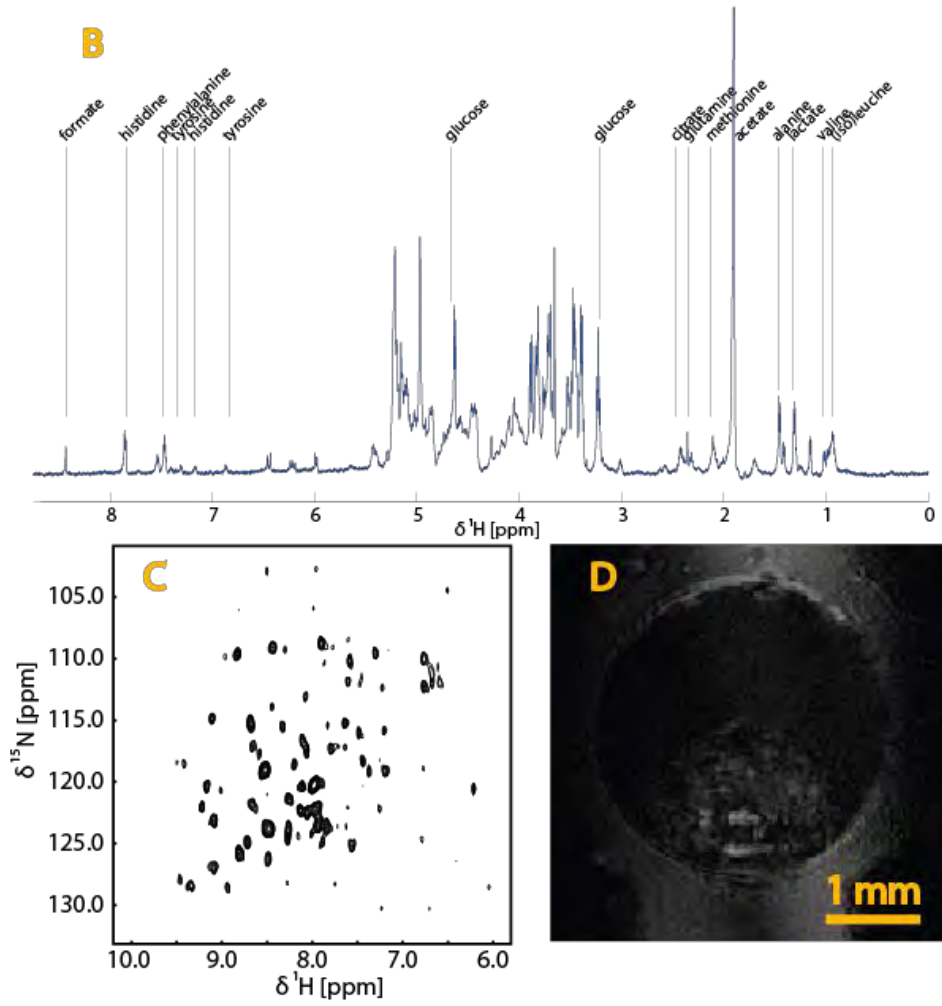 B
formate
histidine
phenylalanine
tyrosine
histidine
tyrosine
glucose
glucose
citrate
glutamine
methionine
acetate
alanine
lactate
valine
(iso)leucine
8 7 6 5 4 3 2 1 0
δ ¹H [ppm]
C
105.0
110.0
115.0
120.0
125.0
130.0
δ ¹⁵N [ppm]
10.0 9.0 8.0 7.0 6.0
δ ¹H [ppm]
D
1 mm